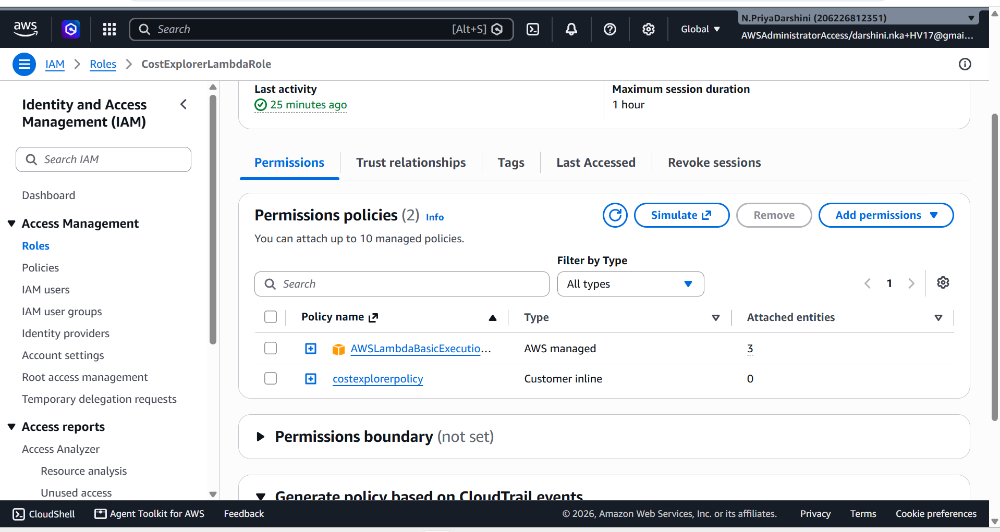 aws
Search
[Alt+S]
Global
N.PriyaDarshini (206226812351)
AWSAdministratorAccess/darshini.nka+HV17@gmai...
IAM
Roles
CostExplorerLambdaRole
Identity and Access
Management (IAM)
Search IAM
Dashboard
Access Management
Roles
Policies
IAM users
IAM user groups
Identity providers
Account settings
Root access management
Temporary delegation requests
Access reports
Access Analyzer
Resource analysis
Unused access
Last activity
25 minutes ago
Maximum session duration
1 hour
Permissions
Trust relationships
Tags
Last Accessed
Revoke sessions
Permissions policies (2) Info
Simulate
Remove
Add permissions
You can attach up to 10 managed policies.
Filter by Type
Search
All types
1
Policy name
Type
Attached entities
AWSLambdaBasicExecutio...
AWS managed
3
costexplorerpolicy
Customer inline
0
Permissions boundary (not set)
Generate policy based on CloudTrail events
CloudShell
Agent Toolkit for AWS
Feedback
© 2026, Amazon Web Services, Inc. or its affiliates.
Privacy
Terms
Cookie preferences